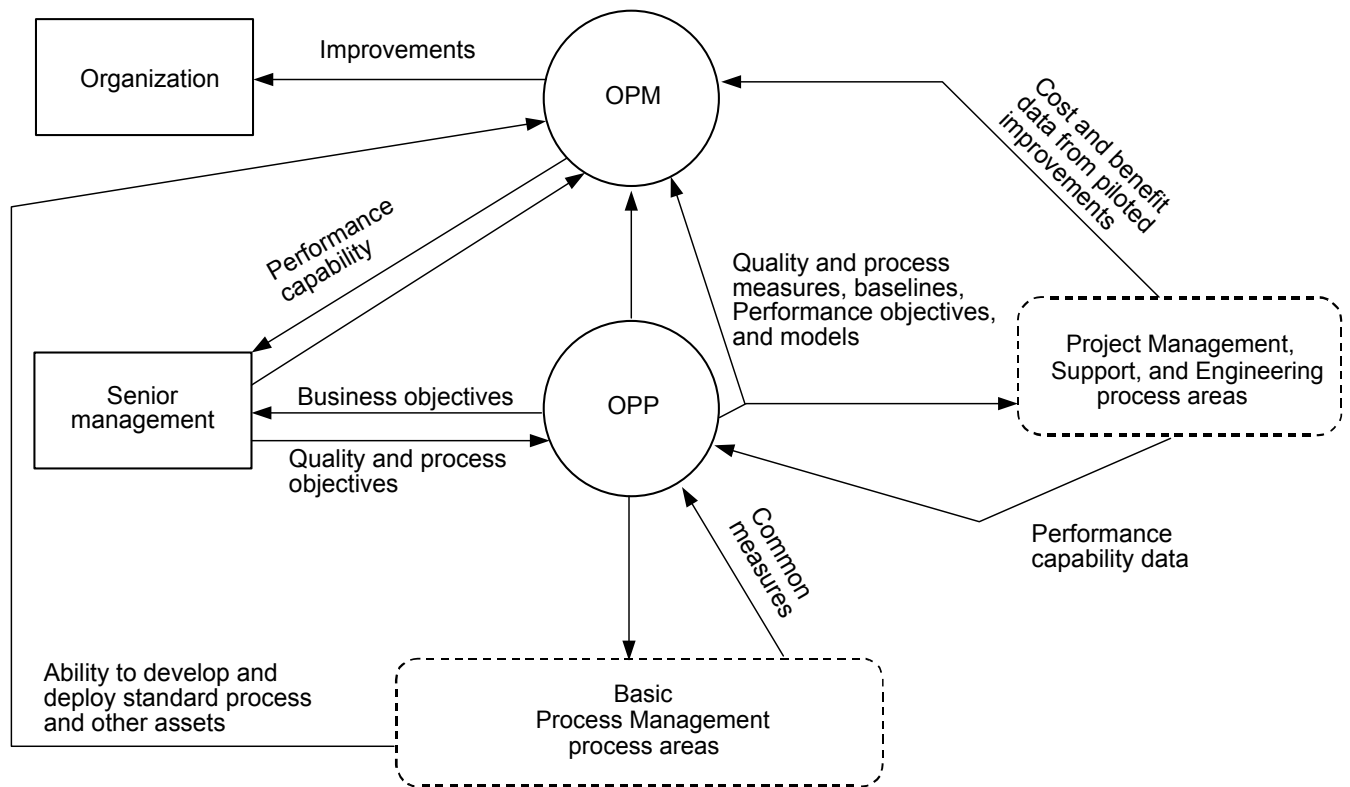 Improvements
Organization
OPM
Cost and benefit
data from piloted
improvements
Performance
capability
Quality and process
measures, baselines,
Performance objectives,
and models
Project Management,
Support, and Engineering
process areas
Senior
management
Business objectives
OPP
Quality and process
objectives
Common
measures
Performance
capability data
Ability to develop and
deploy standard process
and other assets
Basic
Process Management
process areas